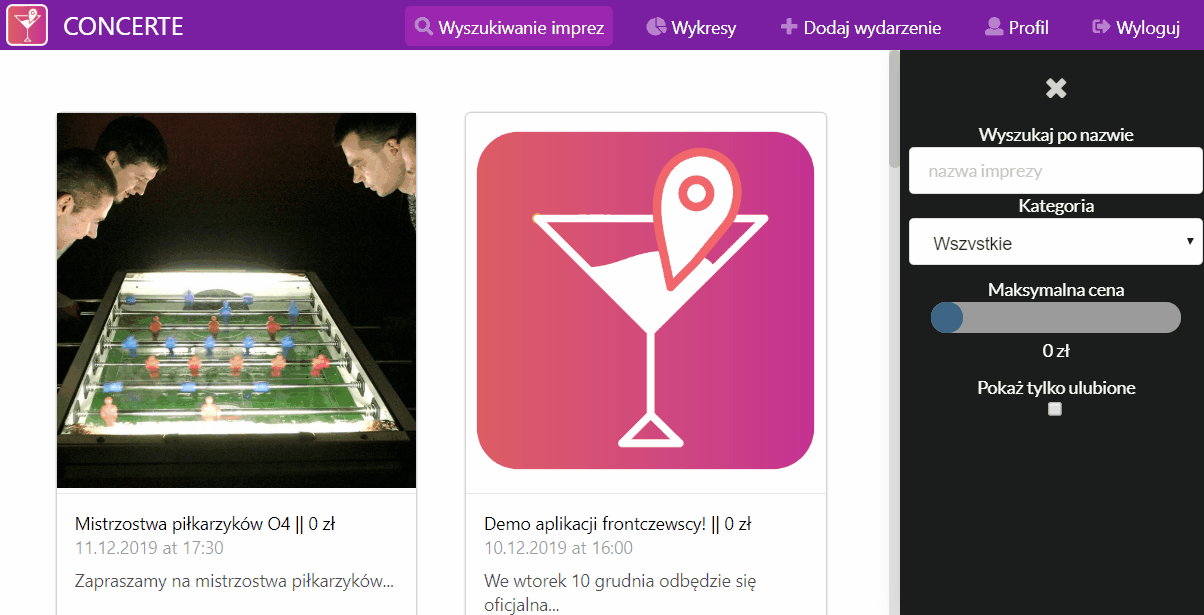 CONCERTE
Wyszukiwanie imprez
Wykresy
Dodaj wydarzenie
Profil
Wyloguj
Wyszukaj po nazwie
nazwa imprezy
Kategoria
Wszystkie
Maksymalna cena
0 zł
Pokaż tylko ulubione
Mistrzostwa piłkarzyków O4 || 0 zł
11.12.2019 at 17:30
Zapraszamy na mistrzostwa piłkarzyków...
Demo aplikacji frontczewscy! || 0 zł
10.12.2019 at 16:00
We wtorek 10 grudnia odbędzie się
oficjalna...